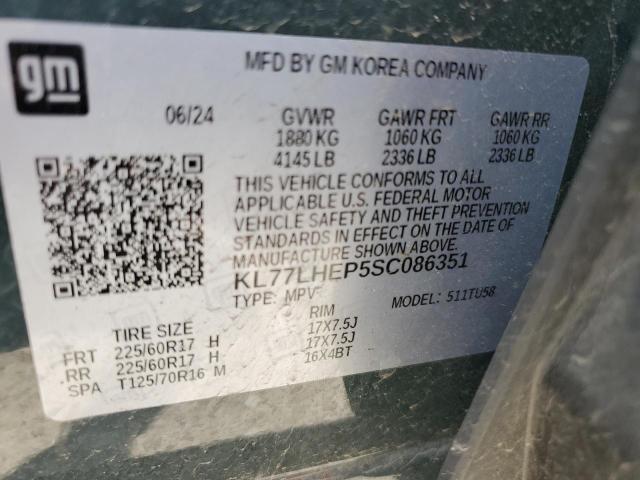 gm
MFD BY GM KOREA COMPANY
06/24 GVWR GAWR FRT GAWR RR
1880 KG 1060 KG 1060 KG
4145 LB 2336 LB 2336 LB
THIS VEHICLE CONFORMS TO ALL
APPLICABLE U.S. FEDERAL MOTOR
VEHICLE SAFETY AND THEFT PREVENTION
STANDARDS IN EFFECT ON THE DATE OF
MANUFACTURE SHOWN ABOVE.
KL77LHEP5SC086351
TYPE: MPV MODEL: 511TU58
TIRE SIZE RIM
FRT 225/60R17 H 17X7.5J
RR 225/60R17 H 17X7.5J
SPA T125/70R16 M 16X4BT